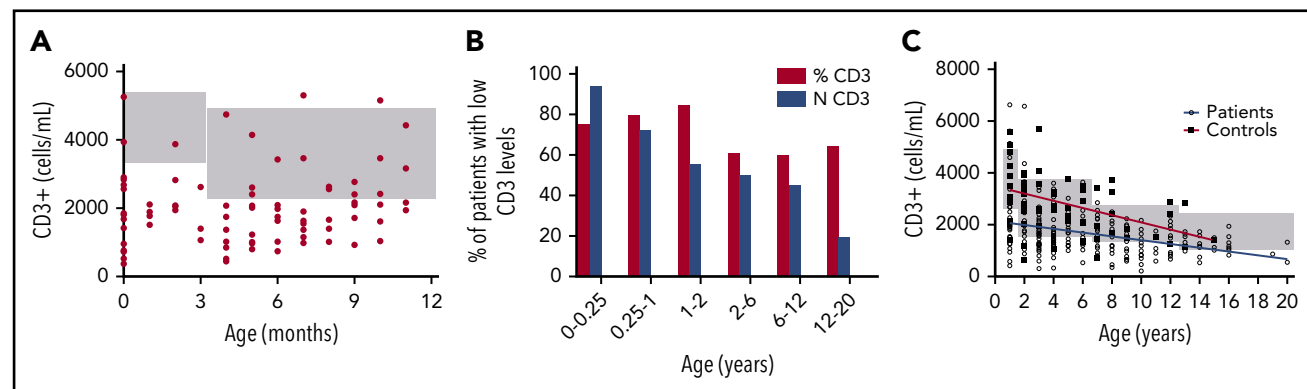 A
CD3+ (cells/mL)
6000
4000
2000
0
0 3 6 9 12
Age (months)
B
% of patients with low
CD3 levels
100
80
60
40
20
0
% CD3
N CD3
0-0.25 0.25-1 1-2 2-6 6-12 12-20
Age (years)
C
CD3+ (cells/mL)
8000
6000
4000
2000
0
Patients
Controls
0 2 4 6 8 10 12 14 16 18 20
Age (years)